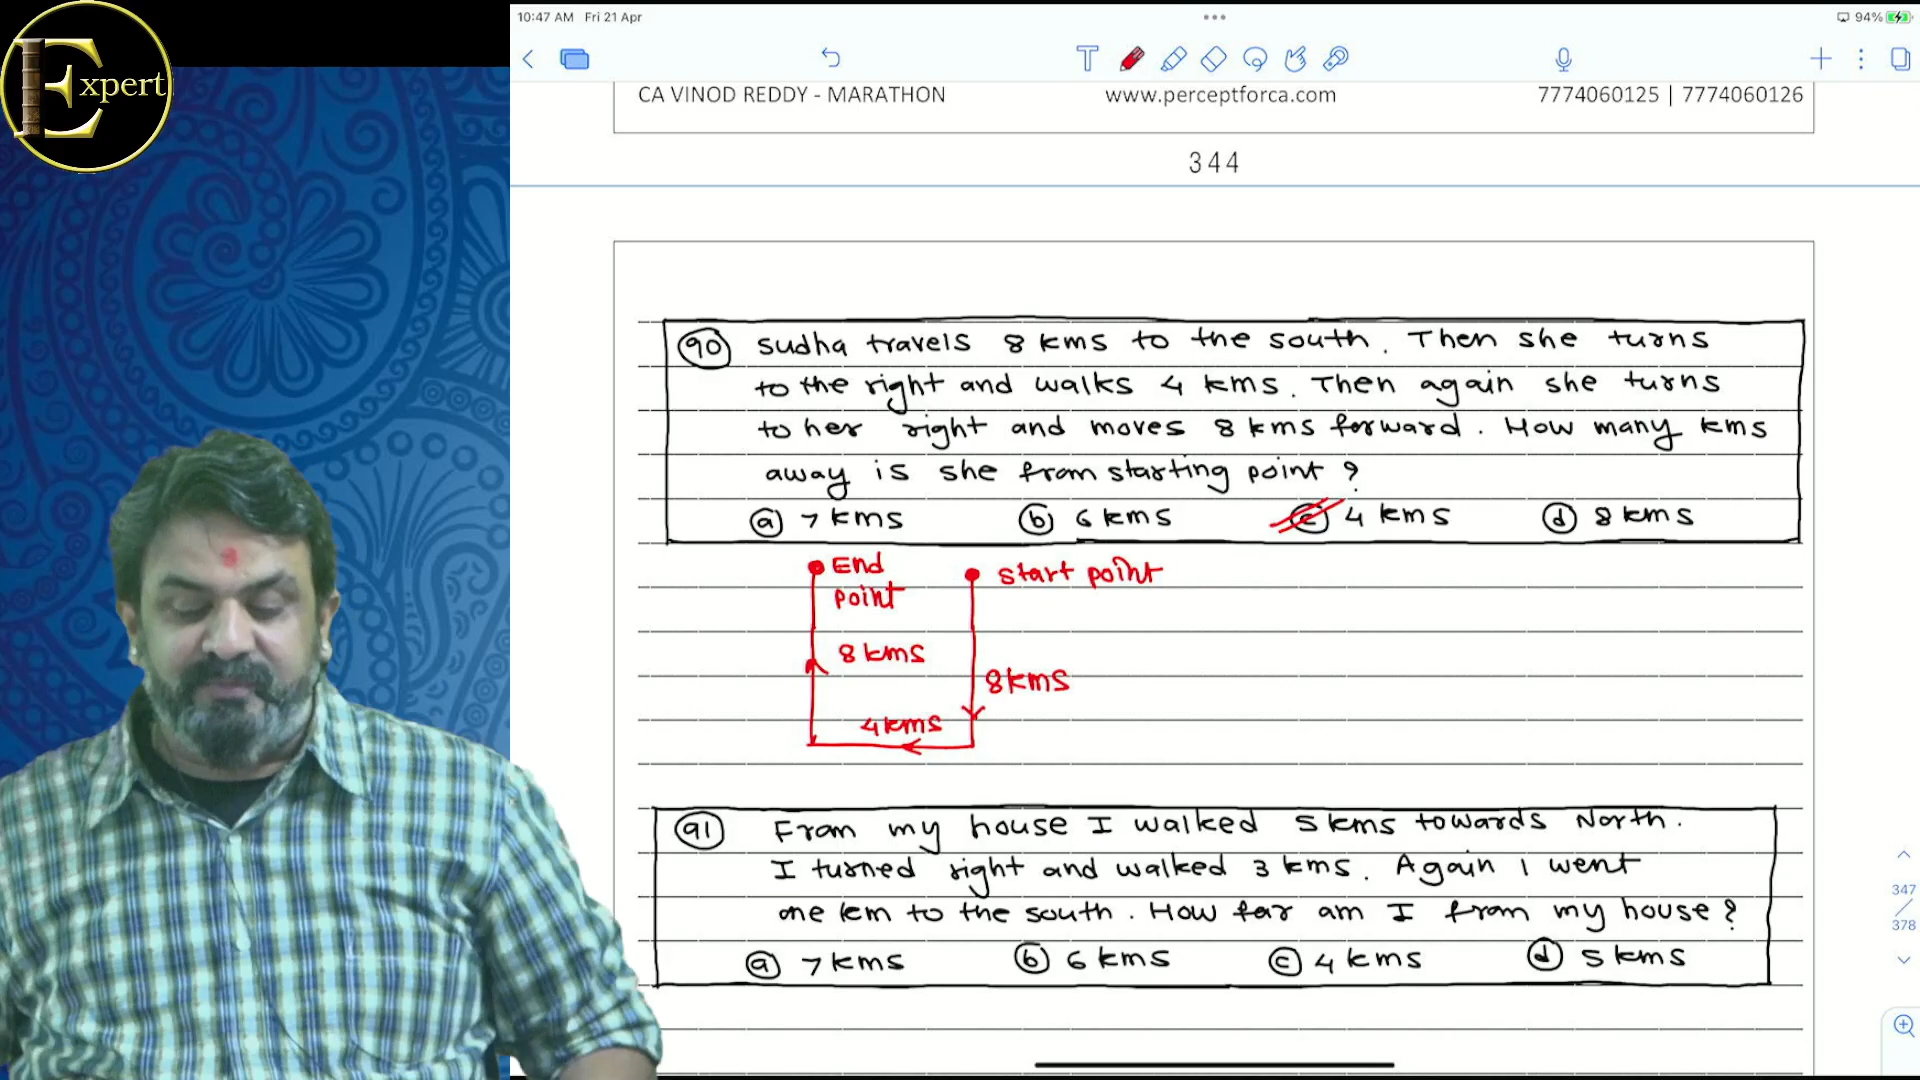 Expert
10:47 AM Fri 21 Apr
94%
CA VINOD REDDY - MARATHON www.perceptforca.com 7774060125 | 7774060126
344
90 Sudha travels 8 kms to the south. Then she turns
to the right and walks 4 kms. Then again she turns
to her right and moves 8 kms forward. How many kms
away is she from starting point?
a 7 kms b 6 kms c 4 kms d 8 kms
End
point
Start point
8 kms
8 kms
4 kms
91 From my house I walked 5 kms towards North.
I turned right and walked 3 kms. Again I went
one km to the south. How far am I from my house?
a 7 kms b 6 kms c 4 kms d 5 kms
347
378